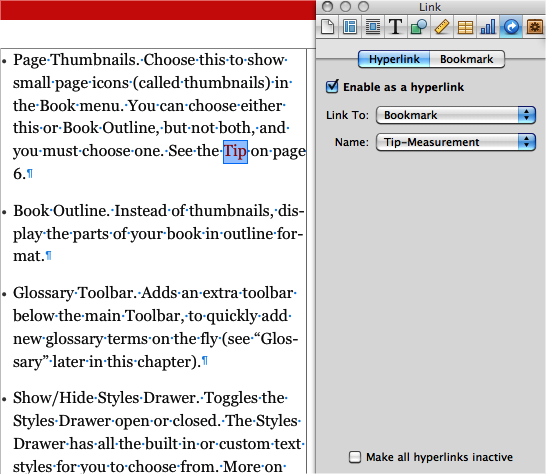 Page Thumbnails. Choose this to show
small page icons (called thumbnails) in
the Book menu. You can choose either
this or Book Outline, but not both, and
you must choose one. See the Tip on page
6.¶
Book Outline. Instead of thumbnails, dis-
play the parts of your book in outline for-
mat.¶
Glossary Toolbar. Adds an extra toolbar
below the main Toolbar, to quickly add
new glossary terms on the fly (see “Glos-
sary” later in this chapter).¶
Show/Hide Styles Drawer. Toggles the
Styles Drawer open or closed. The Styles
Drawer has all the built in or custom text
styles for you to choose from. More on
Link
T
Hyperlink Bookmark
Enable as a hyperlink
Link To: Bookmark
Name: Tip-Measurement
Make all hyperlinks inactive